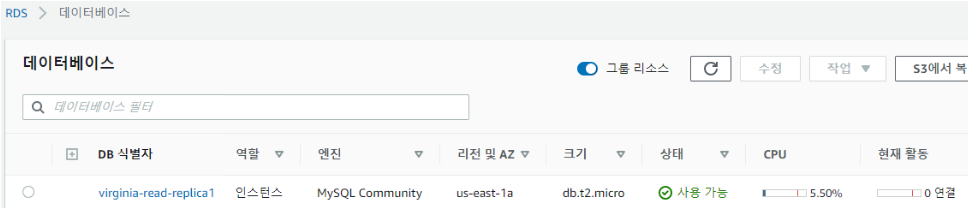 RDS > 데이터베이스
데이터베이스
그룹 리소스 수정 작업 S3에서 복
데이터베이스 필터
DB 식별자 역할 엔진 리전 및 AZ 크기 상태 CPU 현재 활동
virginia-read-replica1 인스턴스 MySQL Community us-east-1a db.t2.micro 사용 가능 5.50% 0 연결